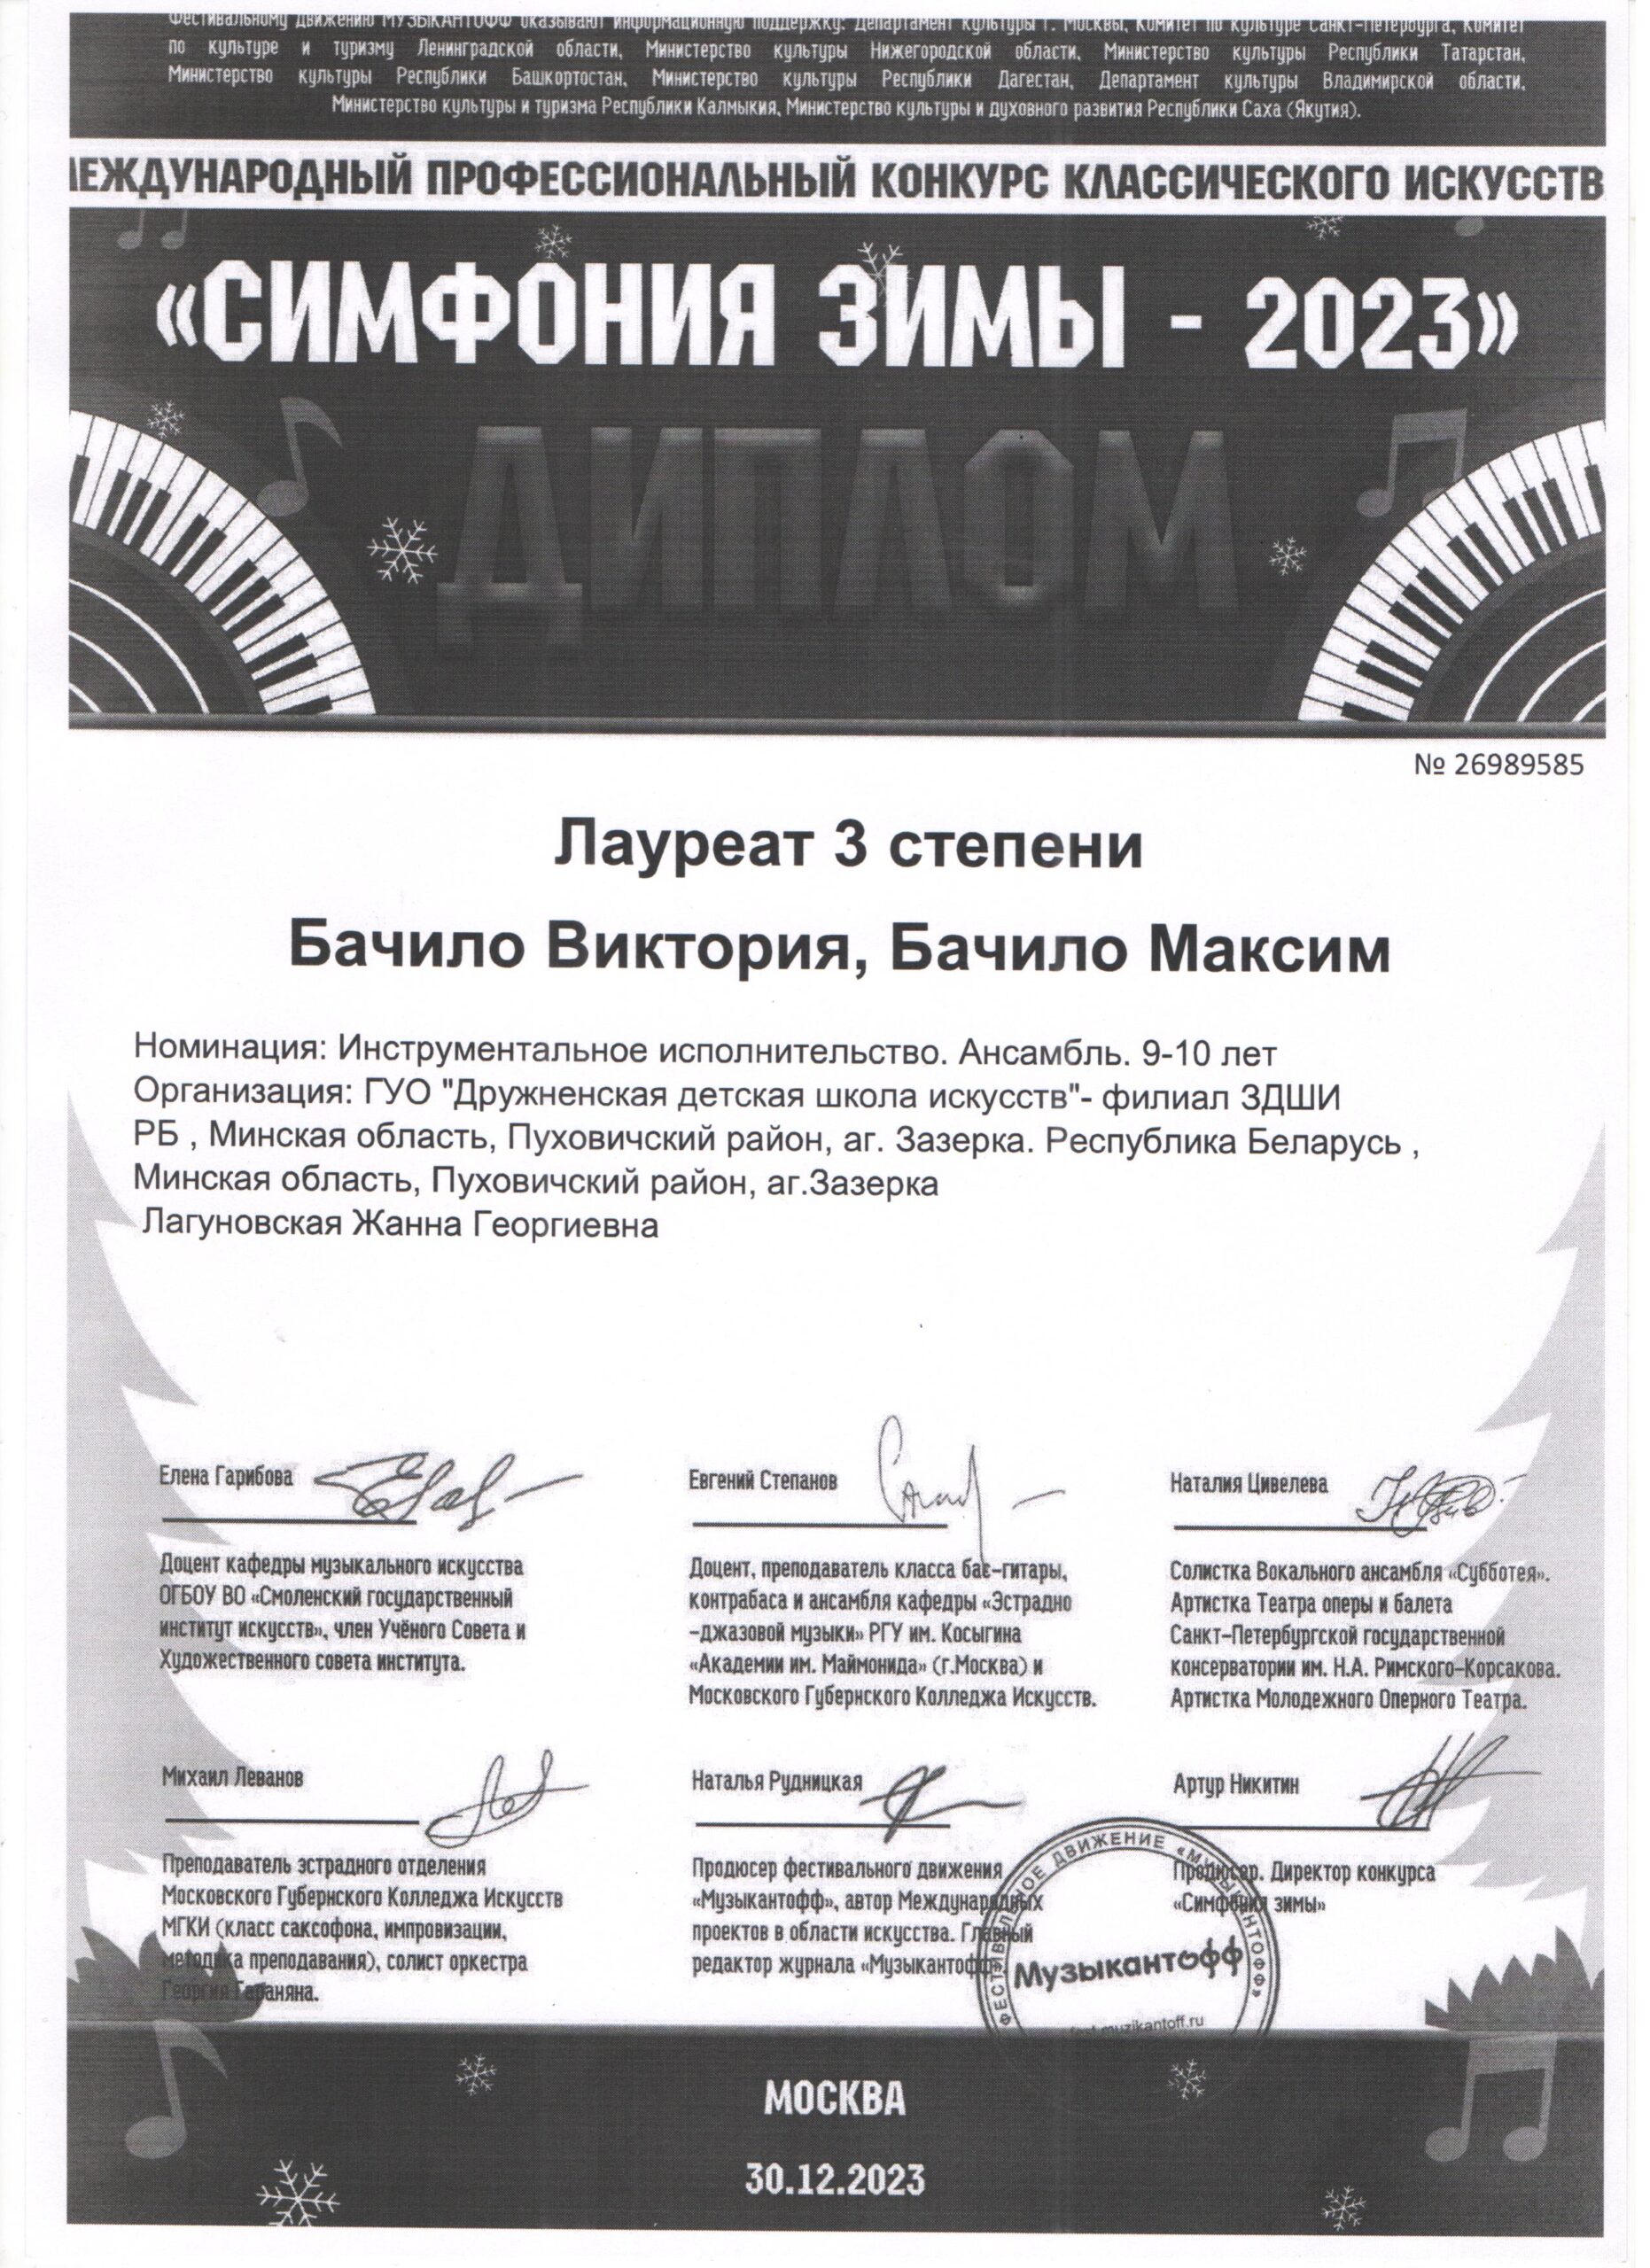 Фестивальному движению МУЗЫКАНТОФФ оказывают информационную поддержку: Департамент культуры г. Москвы, Комитет по культуре Санкт-Петербурга, Комитет
по культуре и туризму Ленинградской области, Министерство культуры Нижегородской области, Министерство культуры Республики Татарстан,
Министерство культуры Республики Башкортостан, Министерство культуры Республики Дагестан, Департамент культуры Владимирской области,
Министерство культуры и туризма Республики Калмыкия, Министерство культуры и духовного развития Республики Саха (Якутия).
ЕЖДУНАРОДНЫЙ ПРОФЕССИОНАЛЬНЫЙ КОНКУРС КЛАССИЧЕСКОГО ИСКУССТВ
«СИМФОНИЯ ЗИМЫ - 2023»
ДИПЛОМ
№ 26989585
Лауреат 3 степени
Бачило Виктория, Бачило Максим
Номинация: Инструментальное исполнительство. Ансамбль. 9-10 лет
Организация: ГУО "Дружненская детская школа искусств"- филиал ЗДШИ
РБ , Минская область, Пуховичский район, аг. Зазерка. Республика Беларусь ,
Минская область, Пуховичский район, аг.Зазерка
Лагуновская Жанна Георгиевна
Елена Гарибова
Доцент кафедры музыкального искусства
ОГБОУ ВО «Смоленский государственный
институт искусств», член Учёного Совета и
Художественного совета института.
Евгений Степанов
Доцент, преподаватель класса бас-гитары,
контрабаса и ансамбля кафедры «Эстрадно
-джазовой музыки» РГУ им. Косыгина
«Академии им. Маймонида» (г.Москва) и
Московского Губернского Колледжа Искусств.
Наталия Цивелева
Солистка Вокального ансамбля «Субботея».
Артистка Театра оперы и балета
Санкт-Петербургской государственной
консерватории им. Н.А. Римского-Корсакова.
Артистка Молодежного Оперного Театра.
Михаил Леванов
Преподаватель эстрадного отделения
Московского Губернского Колледжа Искусств
МГКИ (класс саксофона, импровизации,
методика преподавания), солист оркестра
Георгия Гараняна.
Наталья Рудницкая
Продюсер фестивального движения
«Музыкантофф», автор Международных
проектов в области искусства. Главный
редактор журнала «Музыкантофф»
Артур Никитин
Продюсер. Директор конкурса
«Симфония зимы»
ФЕСТИВАЛЬНОЕ ДВИЖЕНИЕ «МУЗЫКАНТОФФ»
Музыкантофф
fest.muzikantoff.ru
МОСКВА
30.12.2023